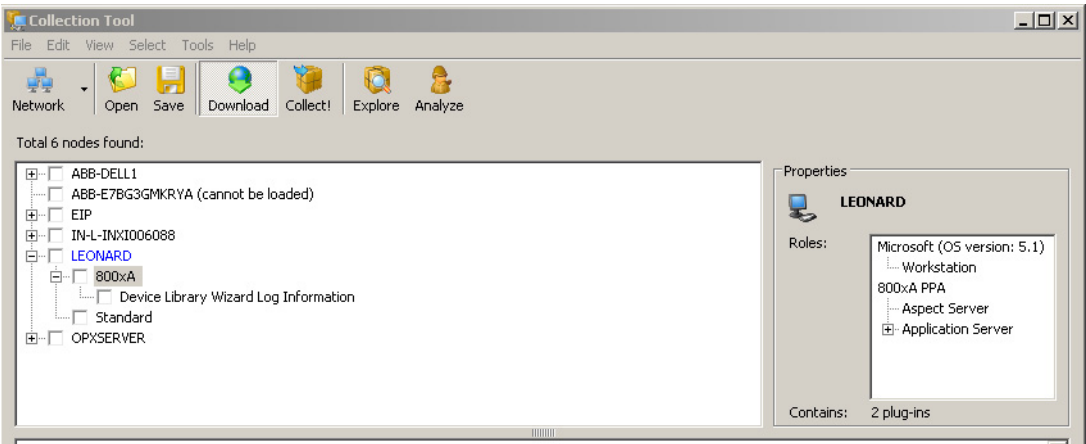 Collection Tool
File Edit View Select Tools Help
Network Open Save Download Collect! Explore Analyze
Total 6 nodes found:
ABB-DELL1
ABB-E7BG3GMKRYA (cannot be loaded)
EIP
IN-L-INXI006088
LEONARD
800xA
Device Library Wizard Log Information
Standard
OPXSERVER
Properties
LEONARD
Roles:
Microsoft (OS version: 5.1)
Workstation
800xA PPA
Aspect Server
Application Server
Contains: 2 plug-ins